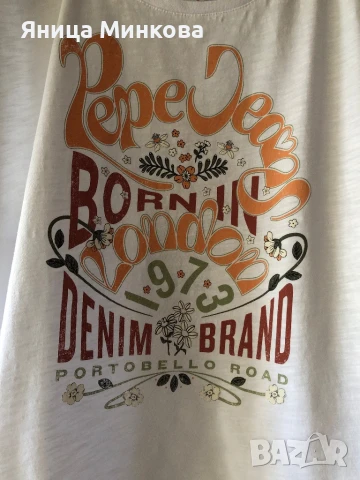 Яница Минкова
Pepe Jeans
BORN IN
London
1973
DENIM BRAND
PORTOBELLO ROAD
BAZAR